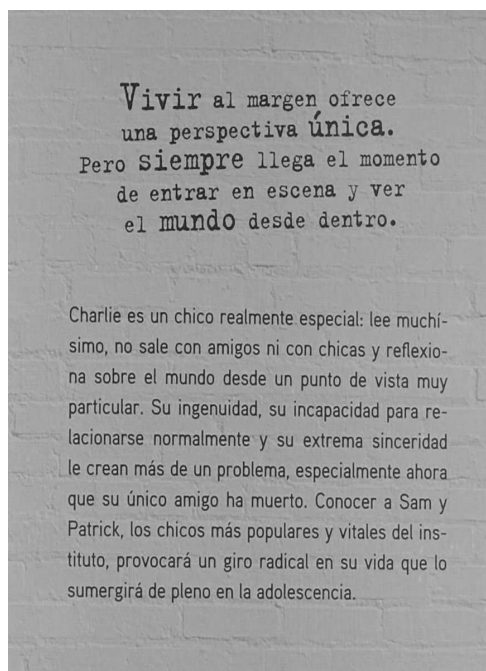 Vivir al margen ofrece
una perspectiva única.
Pero siempre llega el momento
de entrar en escena y ver
el mundo desde dentro.
Charlie es un chico realmente especial: lee muchí-
simo, no sale con amigos ni con chicas y reflexio-
na sobre el mundo desde un punto de vista muy
particular. Su ingenuidad, su incapacidad para re-
lacionarse normalmente y su extrema sinceridad
le crean más de un problema, especialmente ahora
que su único amigo ha muerto. Conocer a Sam y
Patrick, los chicos más populares y vitales del ins-
tituto, provocará un giro radical en su vida que lo
sumergirá de pleno en la adolescencia.